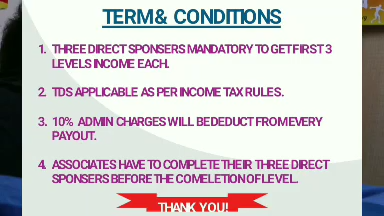 TERM & CONDITIONS
1. THREE DIRECT SPONSERS MANDATORY TO GET FIRST 3
LEVELS INCOME EACH.
2. TDS APPLICABLE AS PER INCOME TAX RULES.
3. 10% ADMIN CHARGES WILL BE DEDUCT FROM EVERY
PAYOUT.
4. ASSOCIATES HAVE TO COMPLETE THEIR THREE DIRECT
SPONSERS BEFORE THE COMELETION OF LEVEL.
THANK YOU!